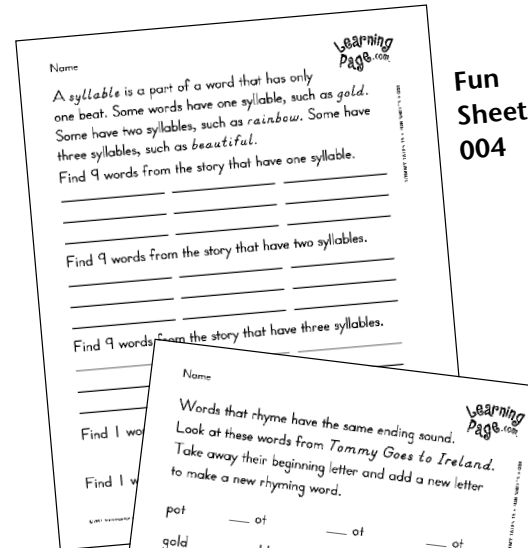 Fun
Sheet
004
Learning
Page.com
Name
A syllable is a part of a word that has only
one beat. Some words have one syllable, such as gold.
Some have two syllables, such as rainbow. Some have
three syllables, such as beautiful.
Find 9 words from the story that have one syllable.
Find 9 words from the story that have two syllables.
Find 9 words from the story that have three syllables.
Find 1
Find 1
Learning
Page.com
Name
Words that rhyme have the same ending sound.
Look at these words from Tommy Goes to Ireland.
Take away their beginning letter and add a new letter
to make a new rhyming word.
pot ___ ot ___ ot ___ ot
gold